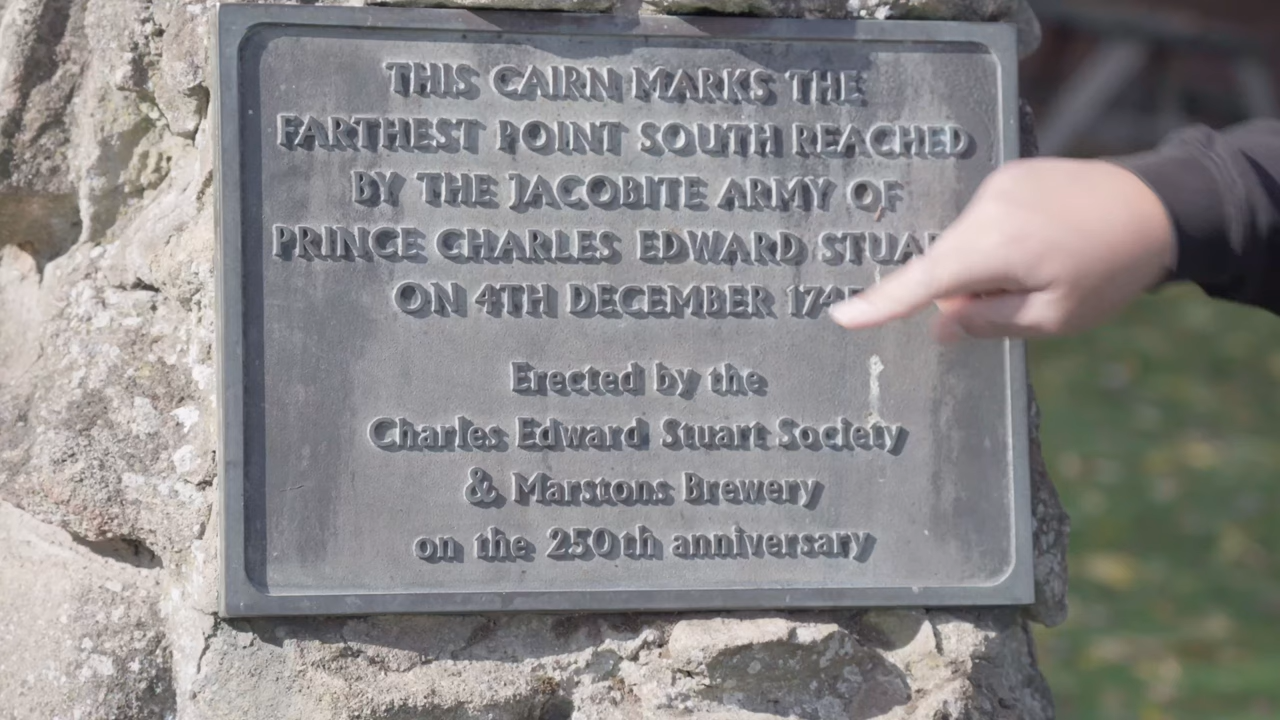 THIS CAIRN MARKS THE
FARTHEST POINT SOUTH REACHED
BY THE JACOBITE ARMY OF
PRINCE CHARLES EDWARD
ON 4TH DECEMBER
Erected by the
Charles Edward Stuart Society
& Marstons Brewery
on the 250th anniversary